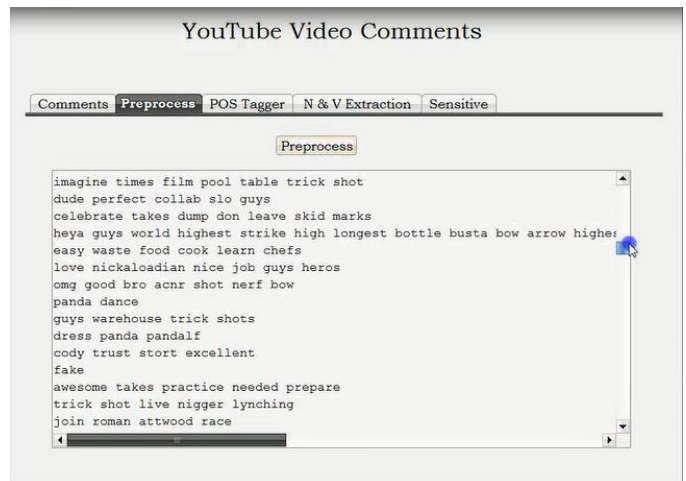 YouTube Video Comments
Comments Preprocess POS Tagger N & V Extraction Sensitive
Preprocess
imagine times film pool table trick shot
dude perfect collab slo guys
celebrate takes dump don leave skid marks
heya guys world highest strike high longest bottle busta bow arrow highes
easy waste food cook learn chefs
love nickaloadian nice job guys heros
omg good bro acnr shot nerf bow
panda dance
guys warehouse trick shots
dress panda pandalf
cody trust stort excellent
fake
awesome takes practice needed prepare
trick shot live nigger lynching
join roman attwood race